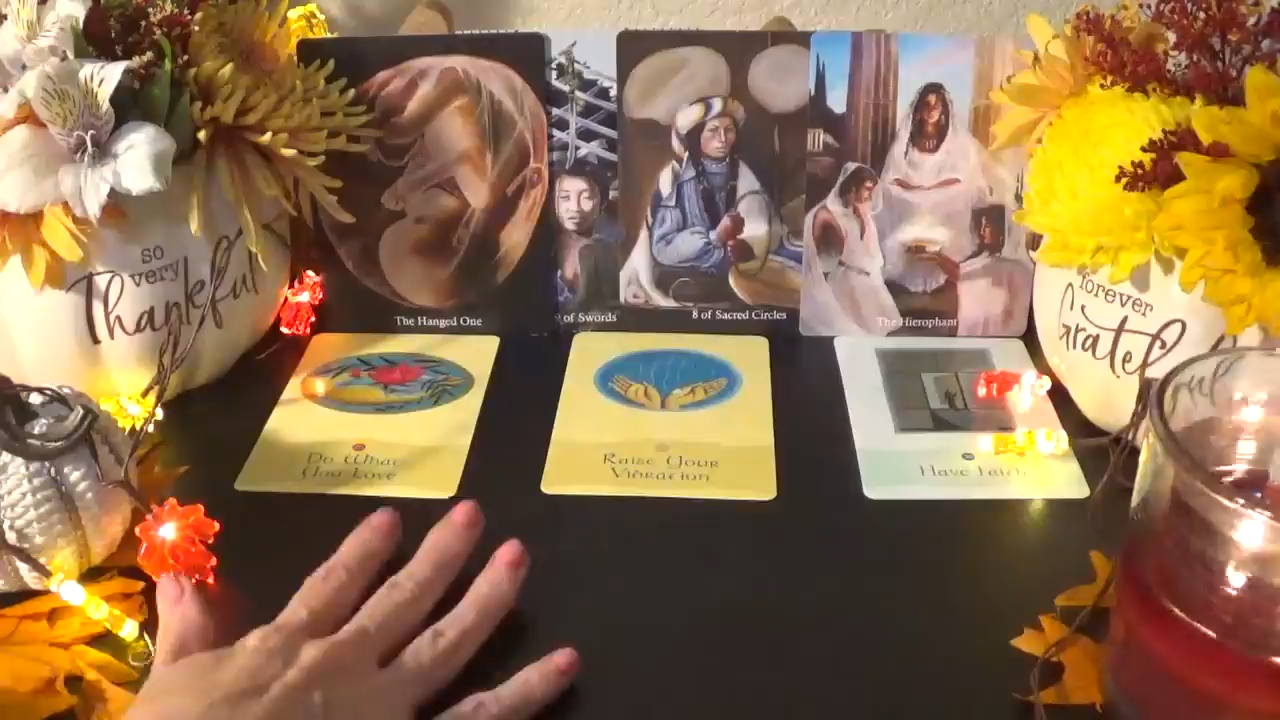 so
very
Thankful
The Hanged One
of Swords
8 of Sacred Circles
The Hierophant
forever
Do What
You Love
Raise Your
Vibration
Have Faith